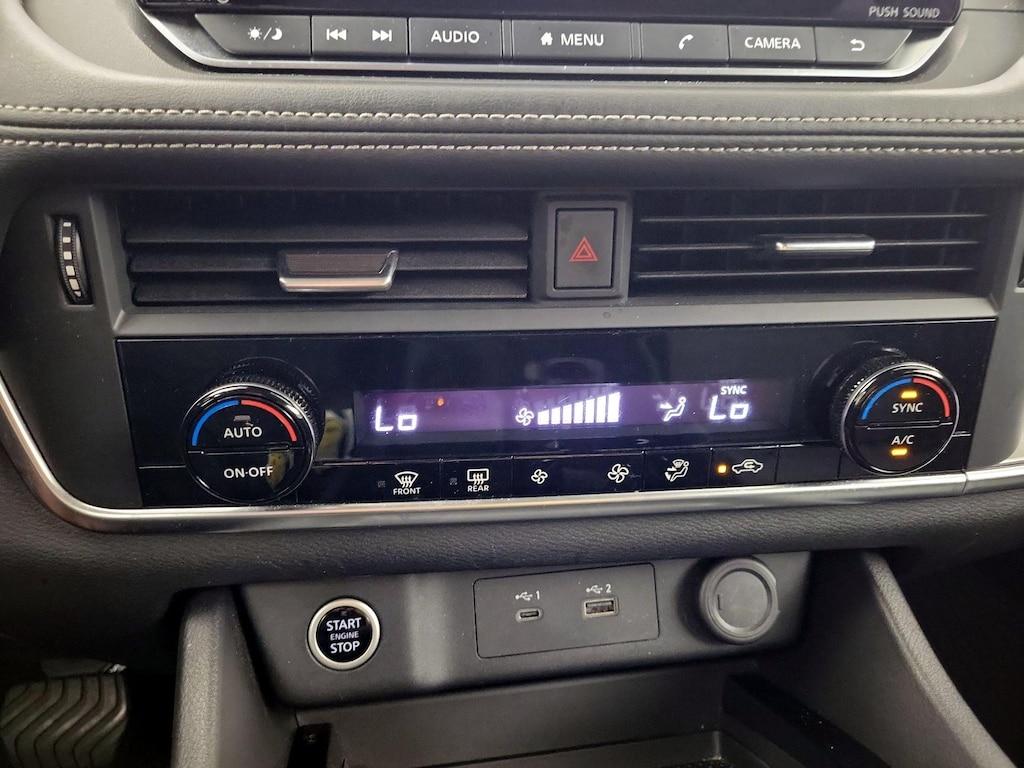 PUSH SOUND
AUDIO
MENU
CAMERA
SYNC
Lo
Lo
AUTO
ON·OFF
SYNC
A/C
FRONT
REAR
1
2
START
ENGINE
STOP